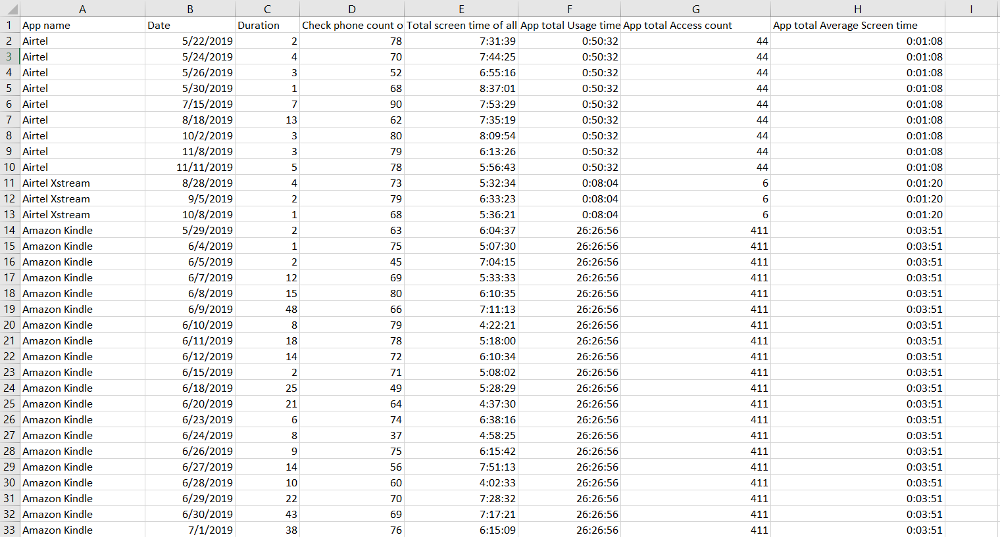 A B C D E F G H I
1 App name Date Duration Check phone count o Total screen time of all App total Usage time App total Access count App total Average Screen time
2 Airtel 5/22/2019 2 78 7:31:39 0:50:32 44 0:01:08
3 Airtel 5/24/2019 4 70 7:44:25 0:50:32 44 0:01:08
4 Airtel 5/26/2019 3 52 6:55:16 0:50:32 44 0:01:08
5 Airtel 5/30/2019 1 68 8:37:01 0:50:32 44 0:01:08
6 Airtel 7/15/2019 7 90 7:53:29 0:50:32 44 0:01:08
7 Airtel 8/18/2019 13 62 7:35:19 0:50:32 44 0:01:08
8 Airtel 10/2/2019 3 80 8:09:54 0:50:32 44 0:01:08
9 Airtel 11/8/2019 3 79 6:13:26 0:50:32 44 0:01:08
10 Airtel 11/11/2019 5 78 5:56:43 0:50:32 44 0:01:08
11 Airtel Xstream 8/28/2019 4 73 5:32:34 0:08:04 6 0:01:20
12 Airtel Xstream 9/5/2019 2 79 6:33:23 0:08:04 6 0:01:20
13 Airtel Xstream 10/8/2019 1 68 5:36:21 0:08:04 6 0:01:20
14 Amazon Kindle 5/29/2019 2 63 6:04:37 26:26:56 411 0:03:51
15 Amazon Kindle 6/4/2019 1 75 5:07:30 26:26:56 411 0:03:51
16 Amazon Kindle 6/5/2019 2 45 7:04:15 26:26:56 411 0:03:51
17 Amazon Kindle 6/7/2019 12 69 5:33:33 26:26:56 411 0:03:51
18 Amazon Kindle 6/8/2019 15 80 6:10:35 26:26:56 411 0:03:51
19 Amazon Kindle 6/9/2019 48 66 7:11:13 26:26:56 411 0:03:51
20 Amazon Kindle 6/10/2019 8 79 4:22:21 26:26:56 411 0:03:51
21 Amazon Kindle 6/11/2019 18 78 5:18:00 26:26:56 411 0:03:51
22 Amazon Kindle 6/12/2019 14 72 6:10:34 26:26:56 411 0:03:51
23 Amazon Kindle 6/15/2019 2 71 5:08:02 26:26:56 411 0:03:51
24 Amazon Kindle 6/18/2019 25 49 5:28:29 26:26:56 411 0:03:51
25 Amazon Kindle 6/20/2019 21 64 4:37:30 26:26:56 411 0:03:51
26 Amazon Kindle 6/23/2019 6 74 6:38:16 26:26:56 411 0:03:51
27 Amazon Kindle 6/24/2019 8 37 4:58:25 26:26:56 411 0:03:51
28 Amazon Kindle 6/26/2019 9 75 6:15:42 26:26:56 411 0:03:51
29 Amazon Kindle 6/27/2019 14 56 7:51:13 26:26:56 411 0:03:51
30 Amazon Kindle 6/28/2019 10 60 4:02:33 26:26:56 411 0:03:51
31 Amazon Kindle 6/29/2019 22 70 7:28:32 26:26:56 411 0:03:51
32 Amazon Kindle 6/30/2019 43 69 7:17:21 26:26:56 411 0:03:51
33 Amazon Kindle 7/1/2019 38 76 6:15:09 26:26:56 411 0:03:51